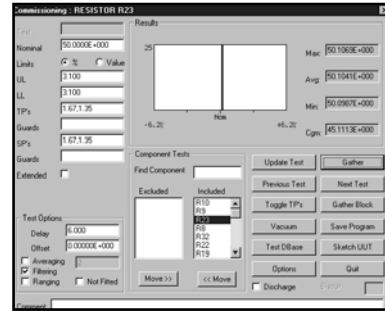 Commissioning : RESISTOR R23
Test
Nominal 50.0000E+000
Limits % Value
UL 3.100
LL 3.100
TP's 1.67,1.35
Guards
SP's 1.67,1.35
Guards
Extended
Test Options
Delay 6.000
Offset 0.00000E+000
Averaging 2
Filtering
Ranging Not Fitted
Comment
Results
25
-6.2% Nom +6.2%
Max: 50.1069E+000
Avg: 50.1041E+000
Min: 50.0987E+000
Cgm: 45.1113E+000
Component Tests
Find Component
Excluded Included
R10
R9
R23
R8
R32
R22
R19
Move >> << Move
Update Test Gather
Previous Test Next Test
Toggle TP's Gather Block
Vacuum Save Program
Test DBase Sketch UUT
Options Quit
Discharge